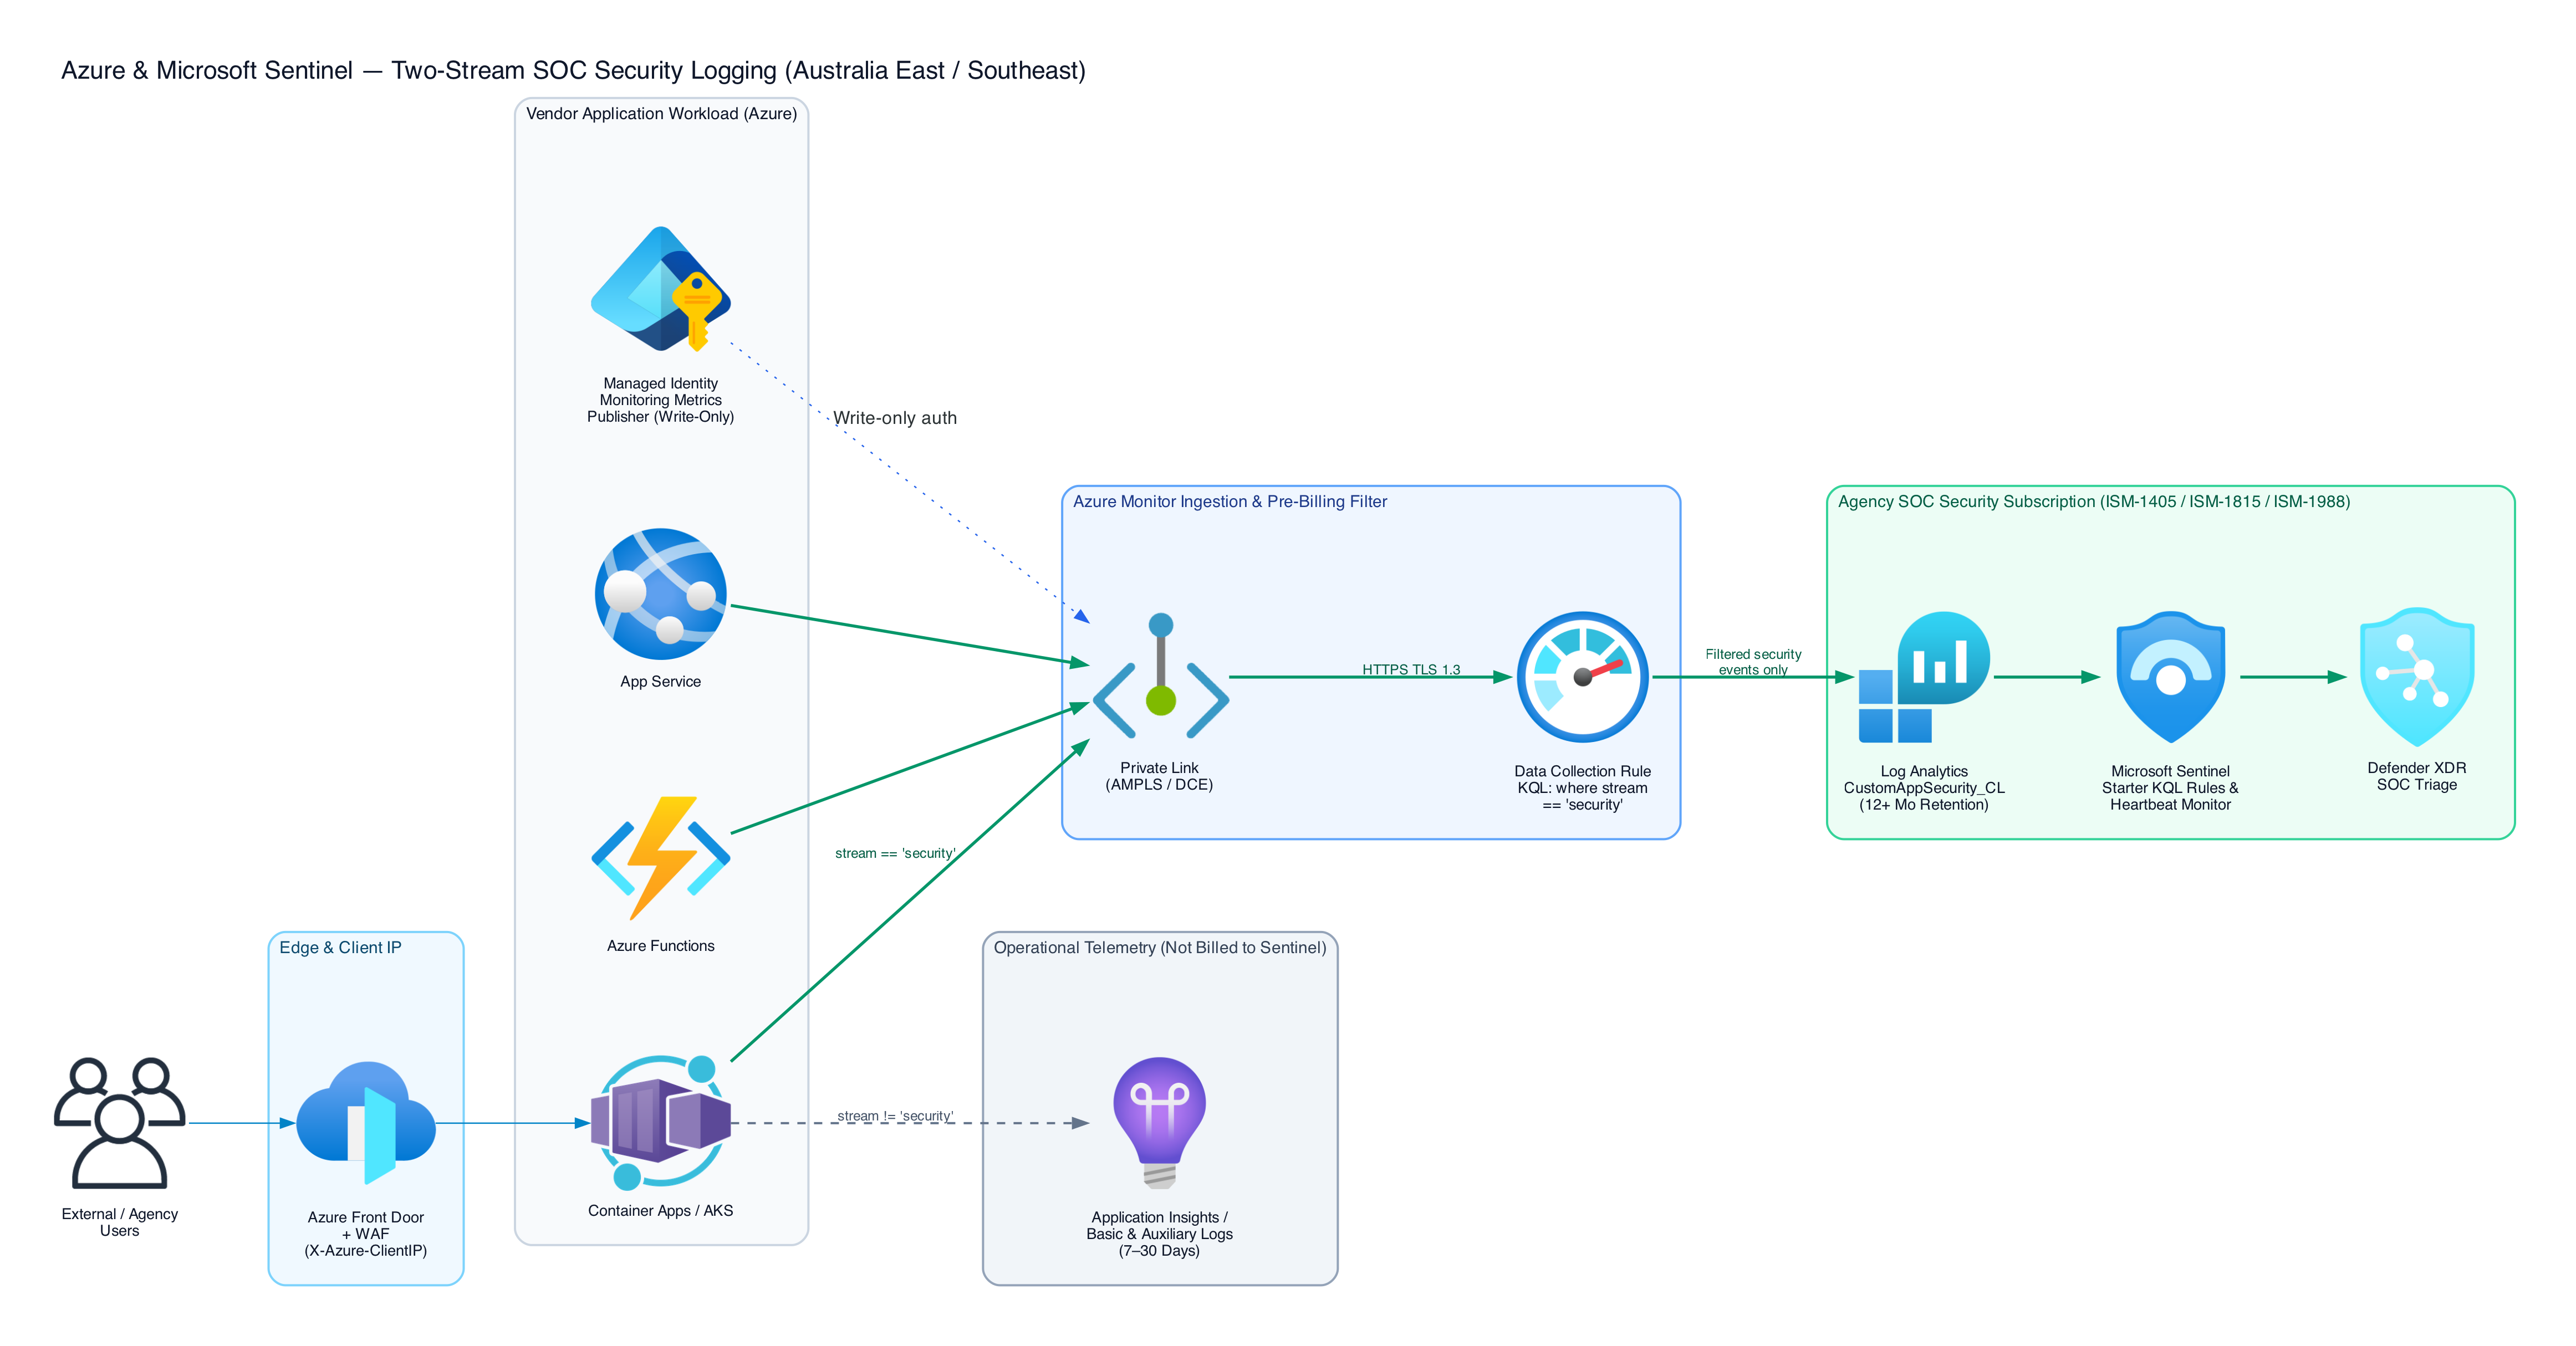 Azure & Microsoft Sentinel — Two-Stream SOC Security Logging (Australia East / Southeast)
Vendor Application Workload (Azure)
Managed Identity
Monitoring Metrics
Publisher (Write-Only)
Write-only auth
App Service
Azure Functions
Container Apps / AKS
Edge & Client IP
External / Agency
Users
Azure Front Door
+ WAF
(X-Azure-ClientIP)
stream == 'security'
stream != 'security'
Azure Monitor Ingestion & Pre-Billing Filter
Private Link
(AMPLS / DCE)
HTTPS TLS 1.3
Data Collection Rule
KQL: where stream
== 'security'
Filtered security
events only
Agency SOC Security Subscription (ISM-1405 / ISM-1815 / ISM-1988)
Log Analytics
CustomAppSecurity_CL
(12+ Mo Retention)
Microsoft Sentinel
Starter KQL Rules &
Heartbeat Monitor
Defender XDR
SOC Triage
Operational Telemetry (Not Billed to Sentinel)
Application Insights /
Basic & Auxiliary Logs
(7–30 Days)